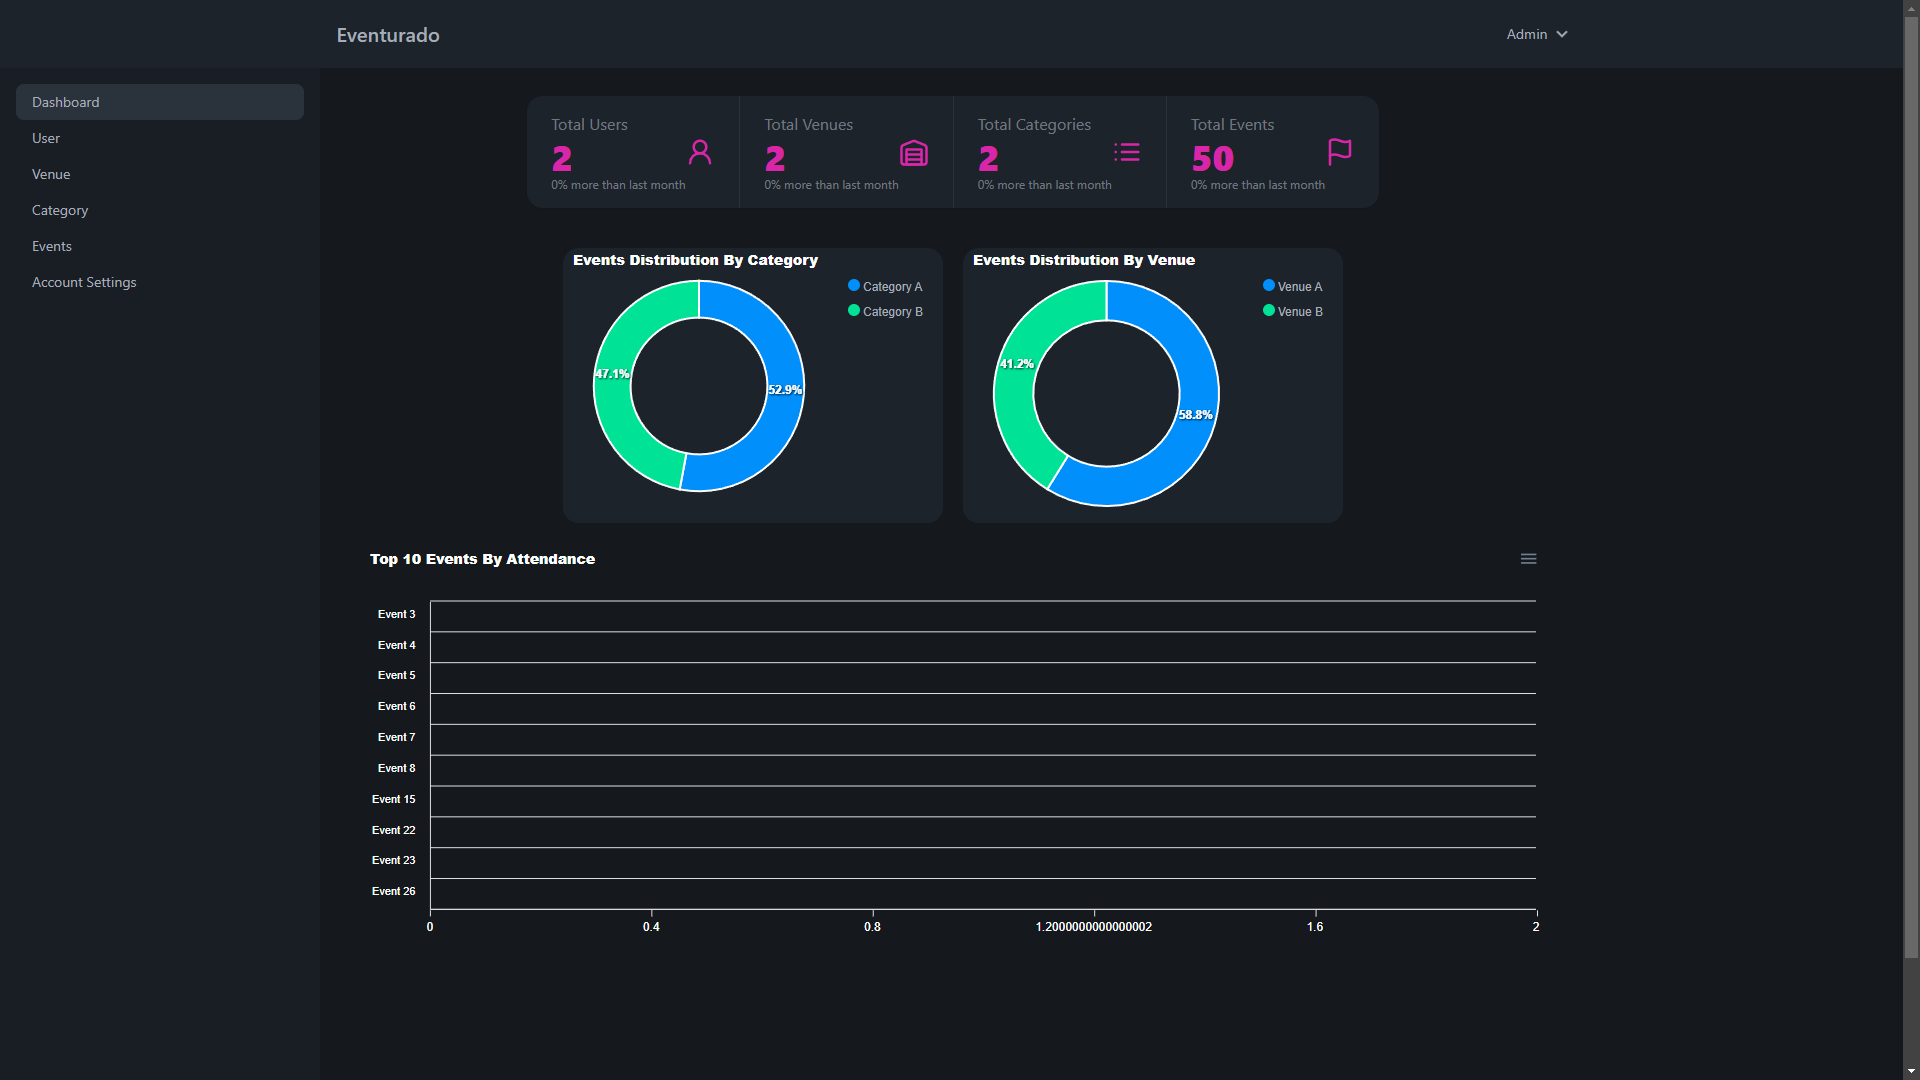 Eventurado
Admin
Dashboard
User
Venue
Category
Events
Account Settings
Total Users
2
0% more than last month
Total Venues
2
0% more than last month
Total Categories
2
0% more than last month
Total Events
50
0% more than last month
Events Distribution By Category
Category A
Category B
47.1%
52.9%
Events Distribution By Venue
Venue A
Venue B
41.2%
58.8%
Top 10 Events By Attendance
Event 3
Event 4
Event 5
Event 6
Event 7
Event 8
Event 15
Event 22
Event 23
Event 26
0 0.4 0.8 1.2000000000000002 1.6 2